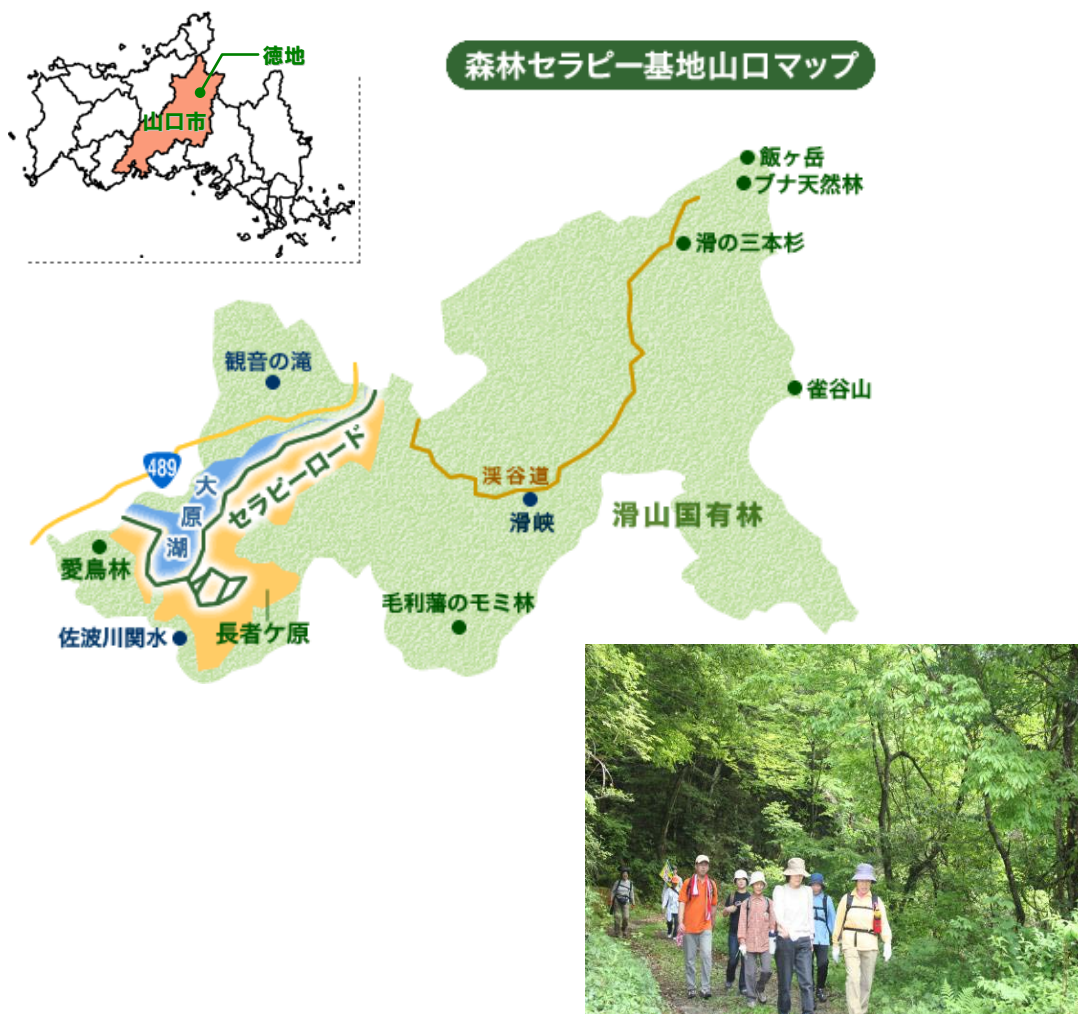 徳地
山口市
森林セラピー基地山口マップ
飯ヶ岳
ブナ天然林
滑の三本杉
観音の滝
雀谷山
489
セラピーロード
大原湖
渓谷道
滑峡
滑山国有林
愛鳥林
毛利藩のモミ林
佐波川関水
長者ケ原